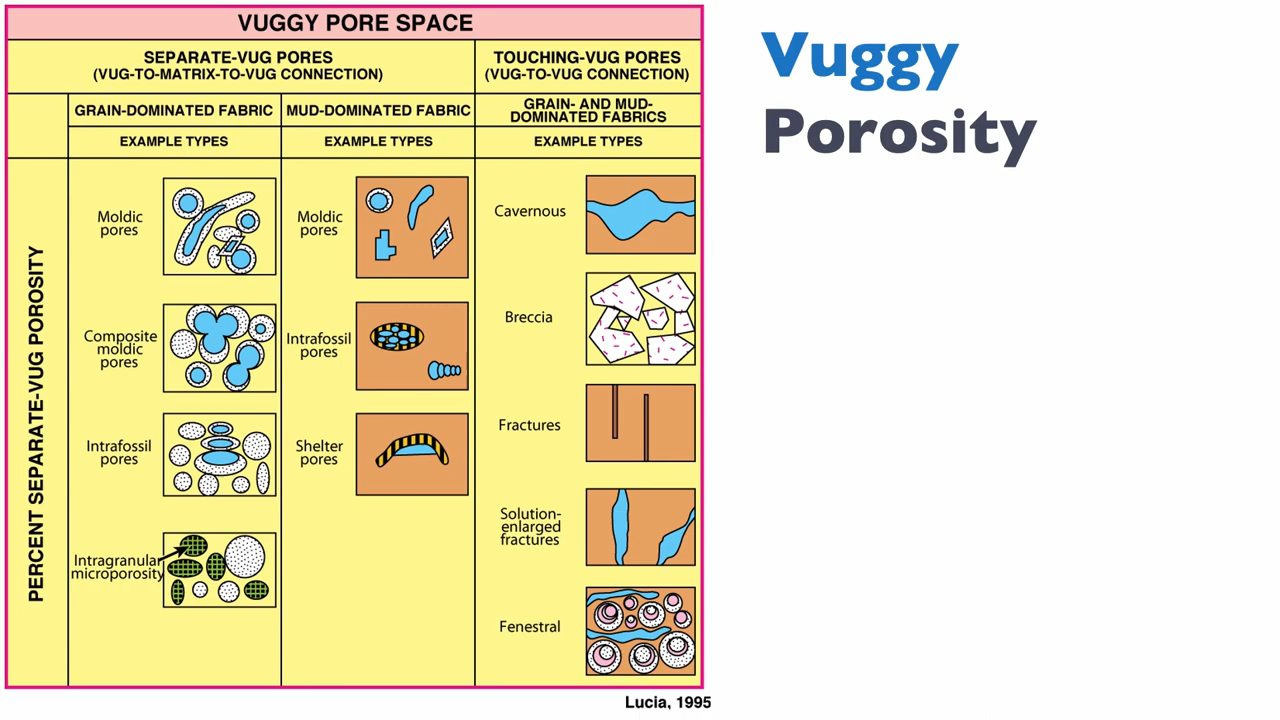 VUGGY PORE SPACE
SEPARATE-VUG PORES
(VUG-TO-MATRIX-TO-VUG CONNECTION)
TOUCHING-VUG PORES
(VUG-TO-VUG CONNECTION)
GRAIN-DOMINATED FABRIC
MUD-DOMINATED FABRIC
GRAIN- AND MUD-
DOMINATED FABRICS
EXAMPLE TYPES
EXAMPLE TYPES
EXAMPLE TYPES
PERCENT SEPARATE-VUG POROSITY
Moldic
pores
Composite
moldic
pores
Intrafossil
pores
Intragranular
microporosity
Moldic
pores
Intrafossil
pores
Shelter
pores
Cavernous
Breccia
Fractures
Solution-
enlarged
fractures
Fenestral
Lucia, 1995
Vuggy
Porosity